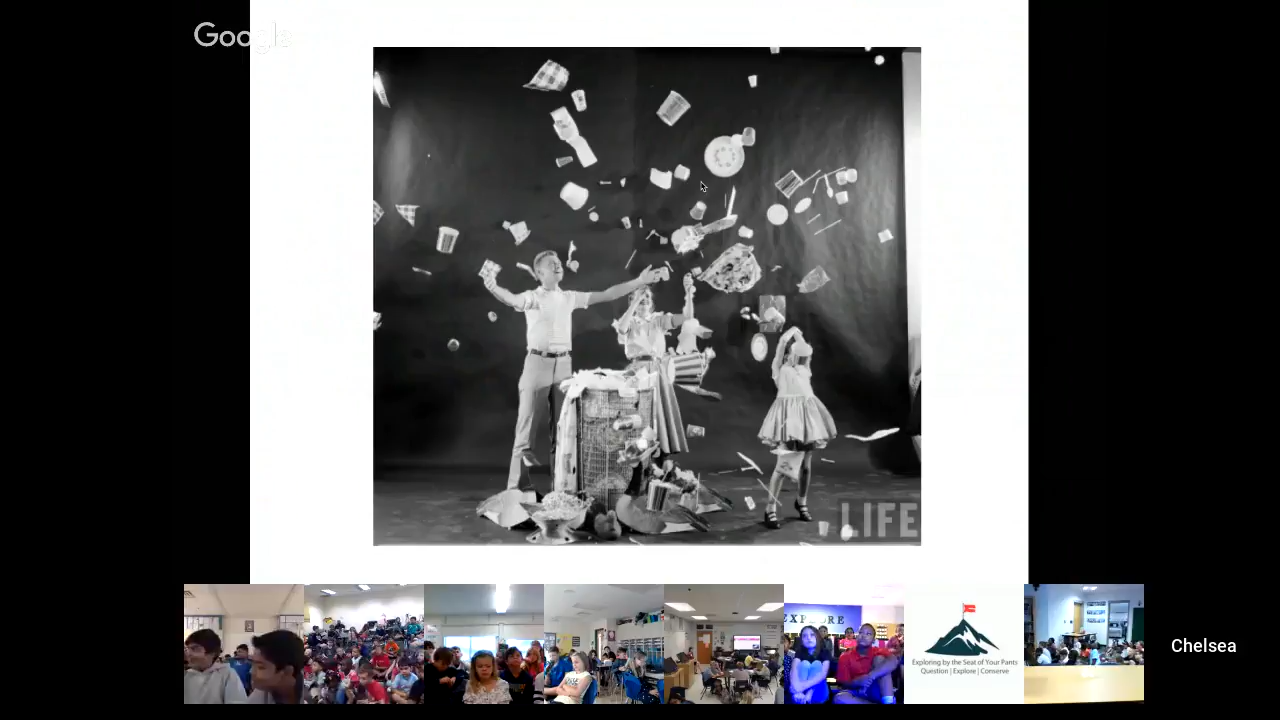 Google
LIFE
EXPLORE
Exploring by the Seat of Your Pants
Question | Explore | Conserve
Chelsea